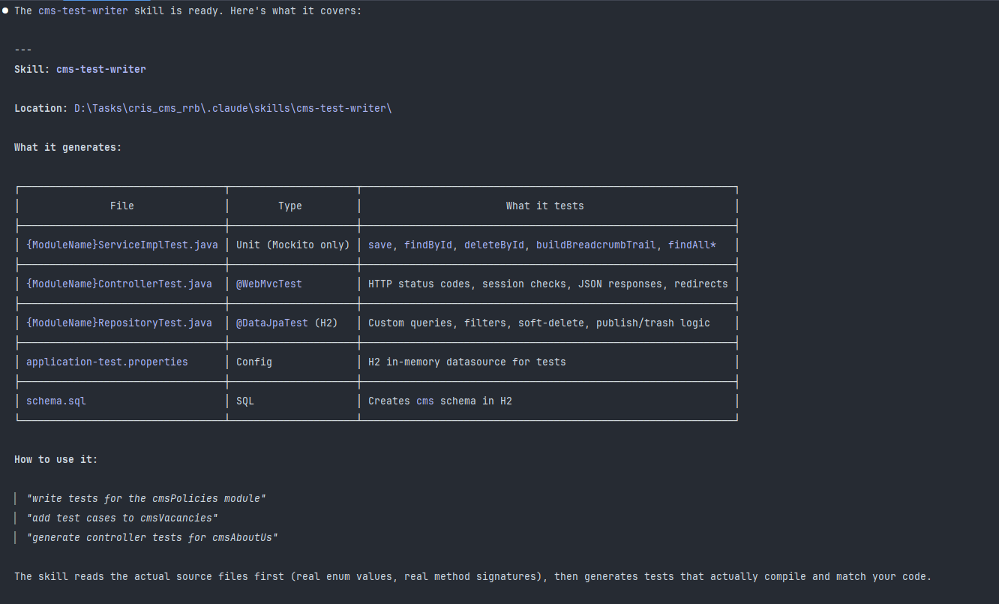 The cms-test-writer skill is ready. Here's what it covers:
---
Skill: cms-test-writer
Location: D:\Tasks\cris_cms_rrb\.claude\skills\cms-test-writer\
What it generates:
File Type What it tests
{ModuleName}ServiceImplTest.java Unit (Mockito only) save, findById, deleteById, buildBreadcrumbTrail, findAll*
{ModuleName}ControllerTest.java @WebMvcTest HTTP status codes, session checks, JSON responses, redirects
{ModuleName}RepositoryTest.java @DataJpaTest (H2) Custom queries, filters, soft-delete, publish/trash logic
application-test.properties Config H2 in-memory datasource for tests
schema.sql SQL Creates cms schema in H2
How to use it:
"write tests for the cmsPolicies module"
"add test cases to cmsVacancies"
"generate controller tests for cmsAboutUs"
The skill reads the actual source files first (real enum values, real method signatures), then generates tests that actually compile and match your code.